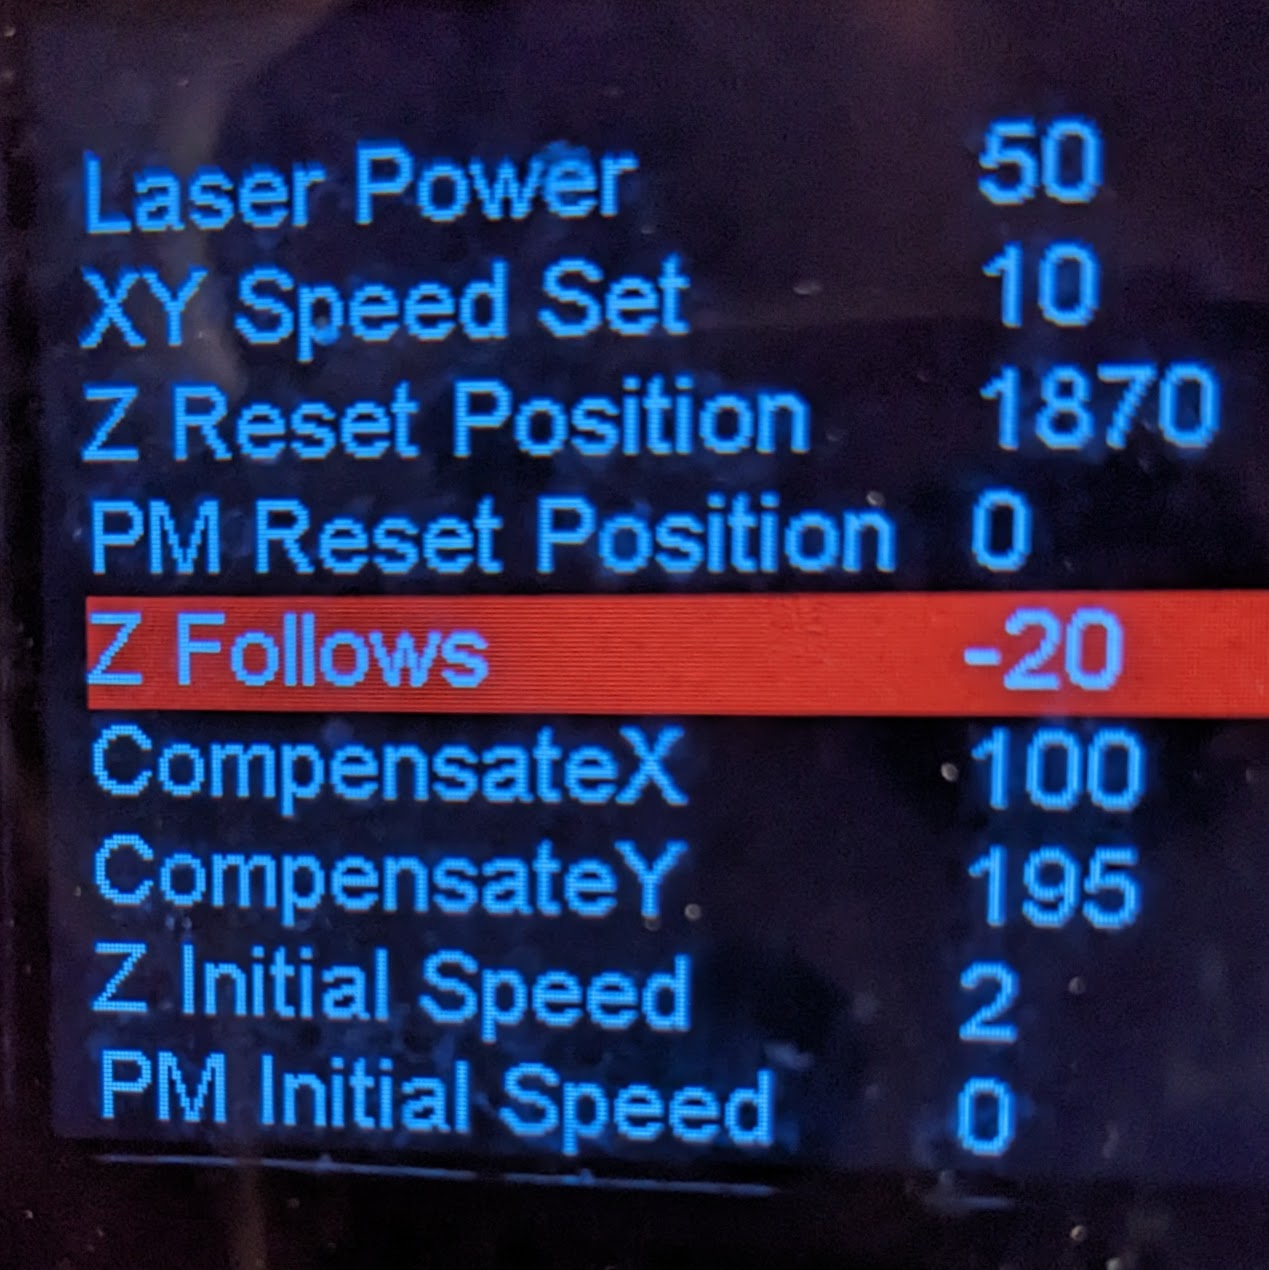 Laser Power 50
XY Speed Set 10
Z Reset Position 1870
PM Reset Position 0
Z Follows -20
CompensateX 100
CompensateY 195
Z Initial Speed 2
PM Initial Speed 0